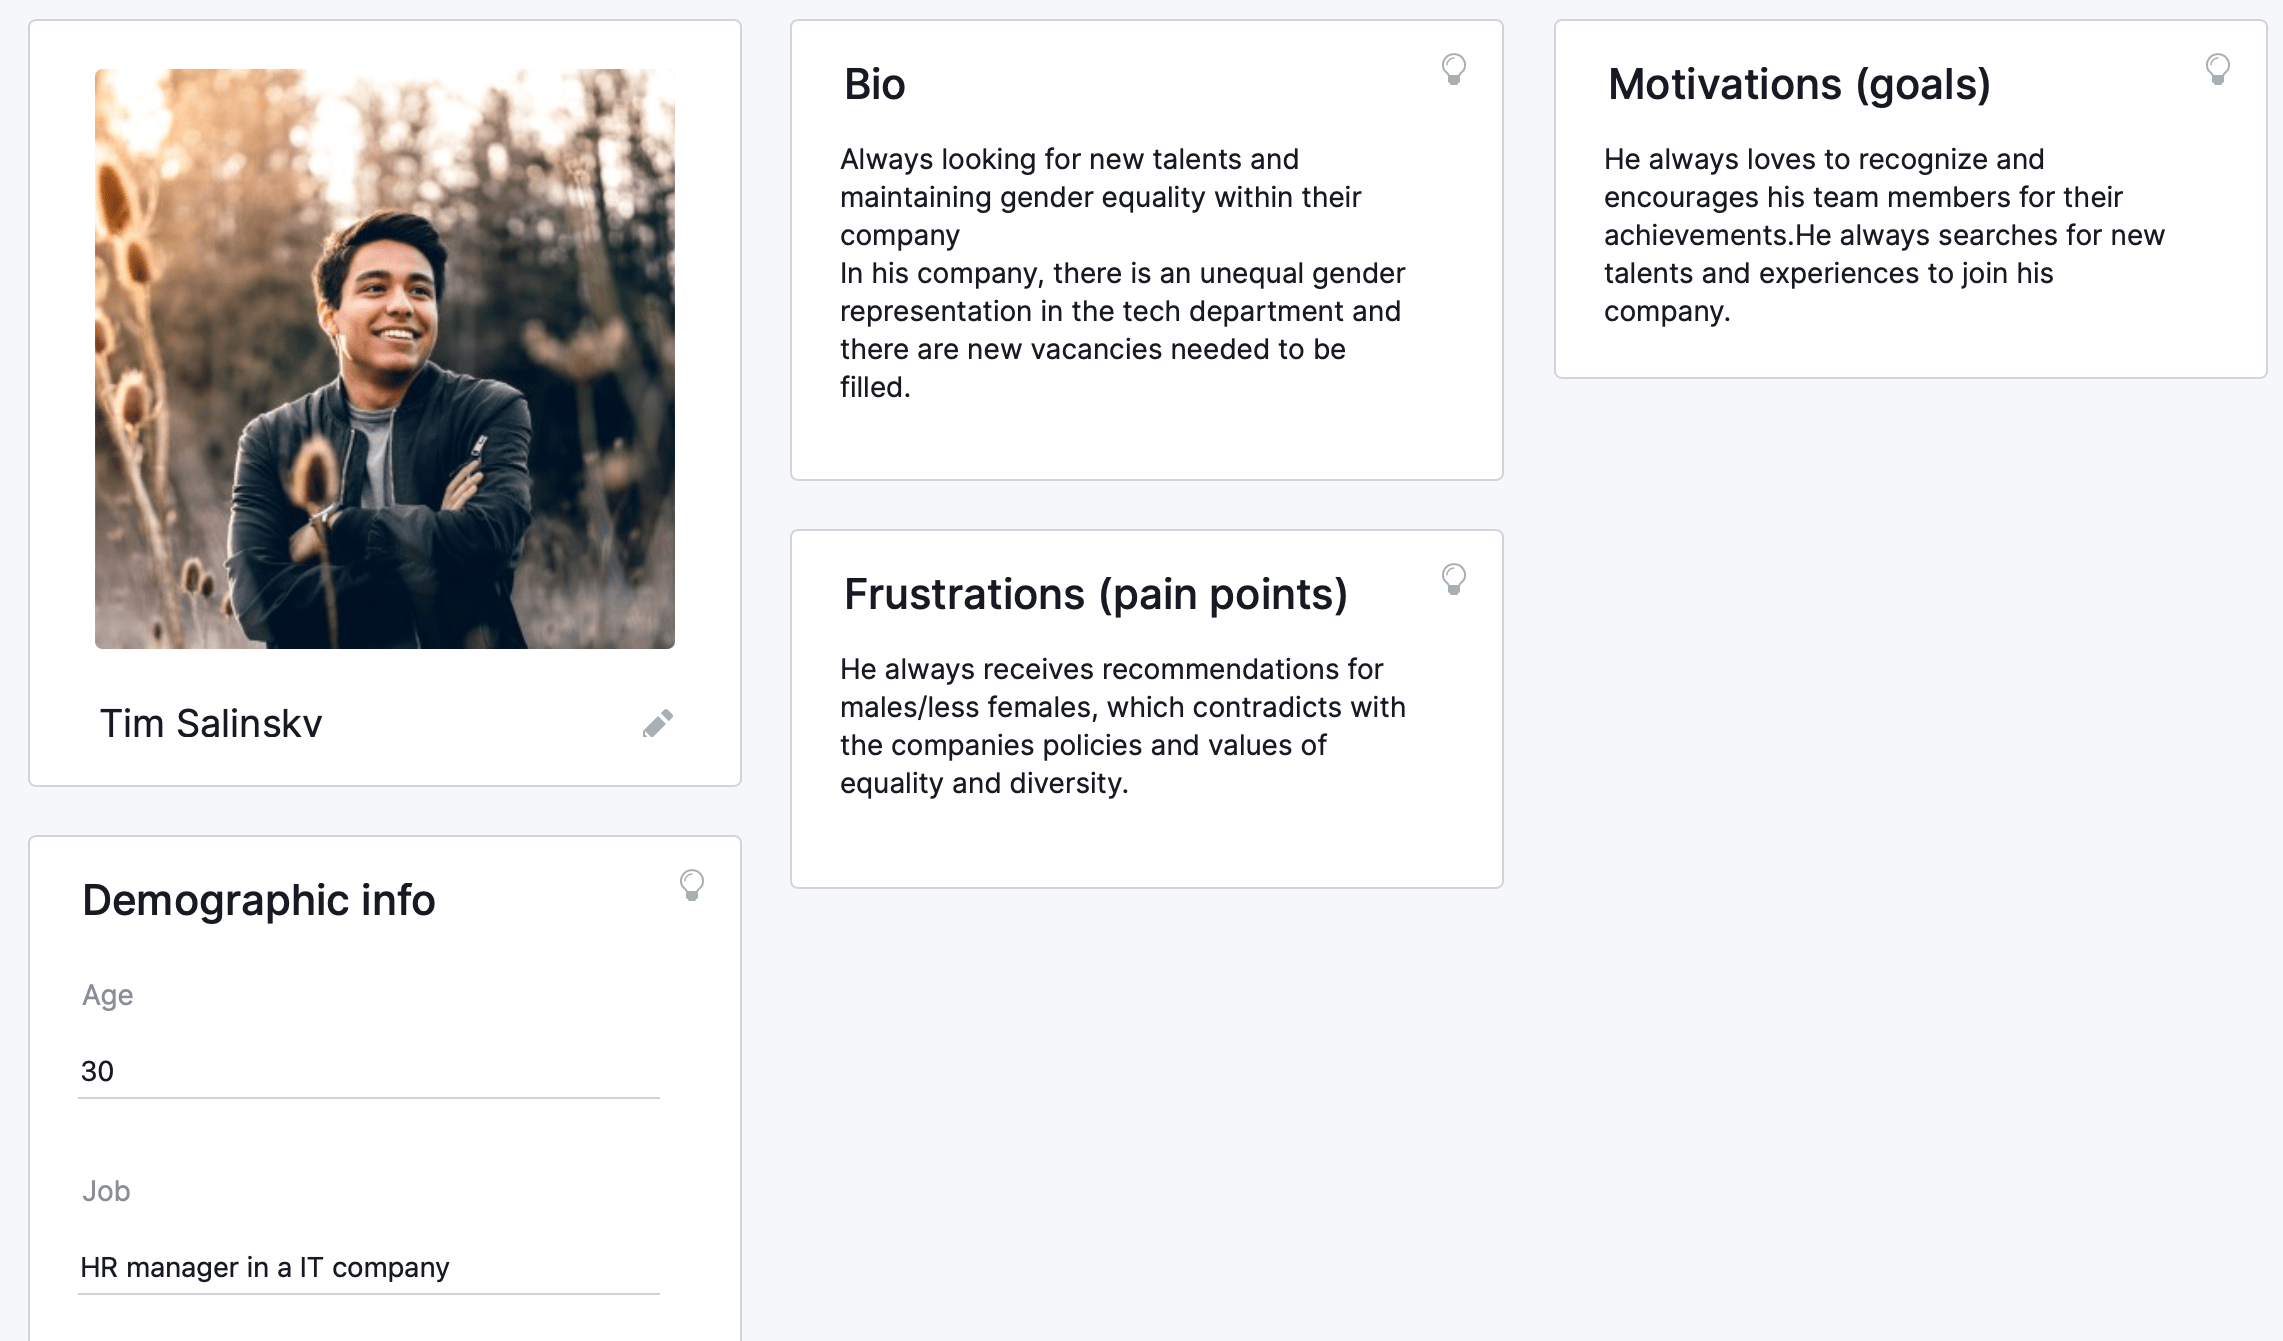 Tim Salinskv
Demographic info
Age
30
Job
HR manager in a IT company
Bio
Always looking for new talents and
maintaining gender equality within their
company
In his company, there is an unequal gender
representation in the tech department and
there are new vacancies needed to be
filled.
Frustrations (pain points)
He always receives recommendations for
males/less females, which contradicts with
the companies policies and values of
equality and diversity.
Motivations (goals)
He always loves to recognize and
encourages his team members for their
achievements.He always searches for new
talents and experiences to join his
company.